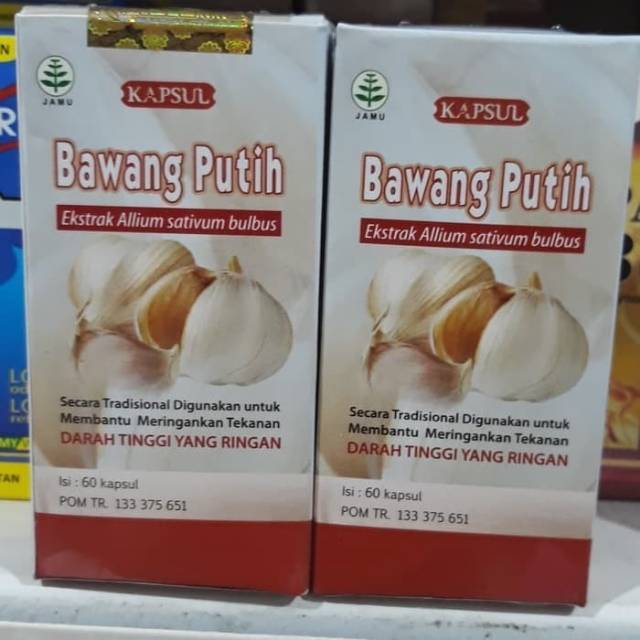 JAMU
KAPSUL
Bawang Putih
Ekstrak Allium sativum bulbus
Secara Tradisional Digunakan untuk
Membantu Meringankan Tekanan
DARAH TINGGI YANG RINGAN
Isi : 60 kapsul
POM TR. 133 375 651
JAMU
KAPSUL
Bawang Putih
Ekstrak Allium sativum bulbus
Secara Tradisional Digunakan untuk
Membantu Meringankan Tekanan
DARAH TINGGI YANG RINGAN
Isi : 60 kapsul
POM TR. 133 375 651